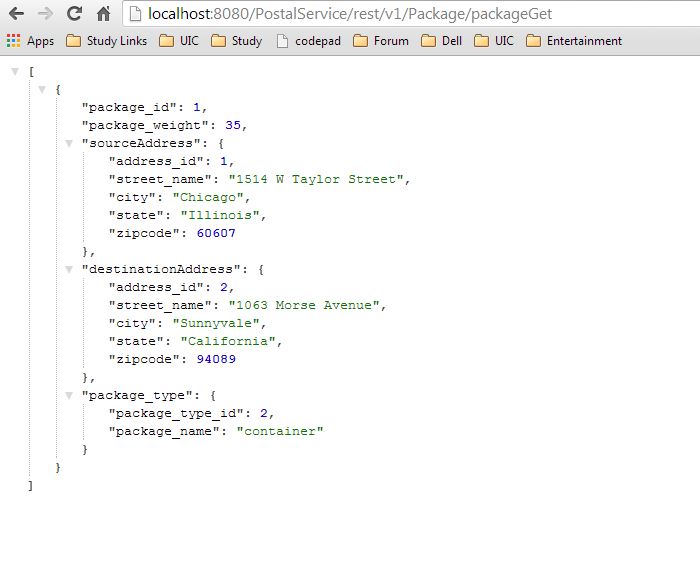 localhost:8080/PostalService/rest/v1/Package/packageGet
Apps Study Links UIC Study codepad Forum Dell UIC Entertainment
[
{
"package_id": 1,
"package_weight": 35,
"sourceAddress": {
"address_id": 1,
"street_name": "1514 W Taylor Street",
"city": "Chicago",
"state": "Illinois",
"zipcode": 60607
},
"destinationAddress": {
"address_id": 2,
"street_name": "1063 Morse Avenue",
"city": "Sunnyvale",
"state": "California",
"zipcode": 94089
},
"package_type": {
"package_type_id": 2,
"package_name": "container"
}
}
]